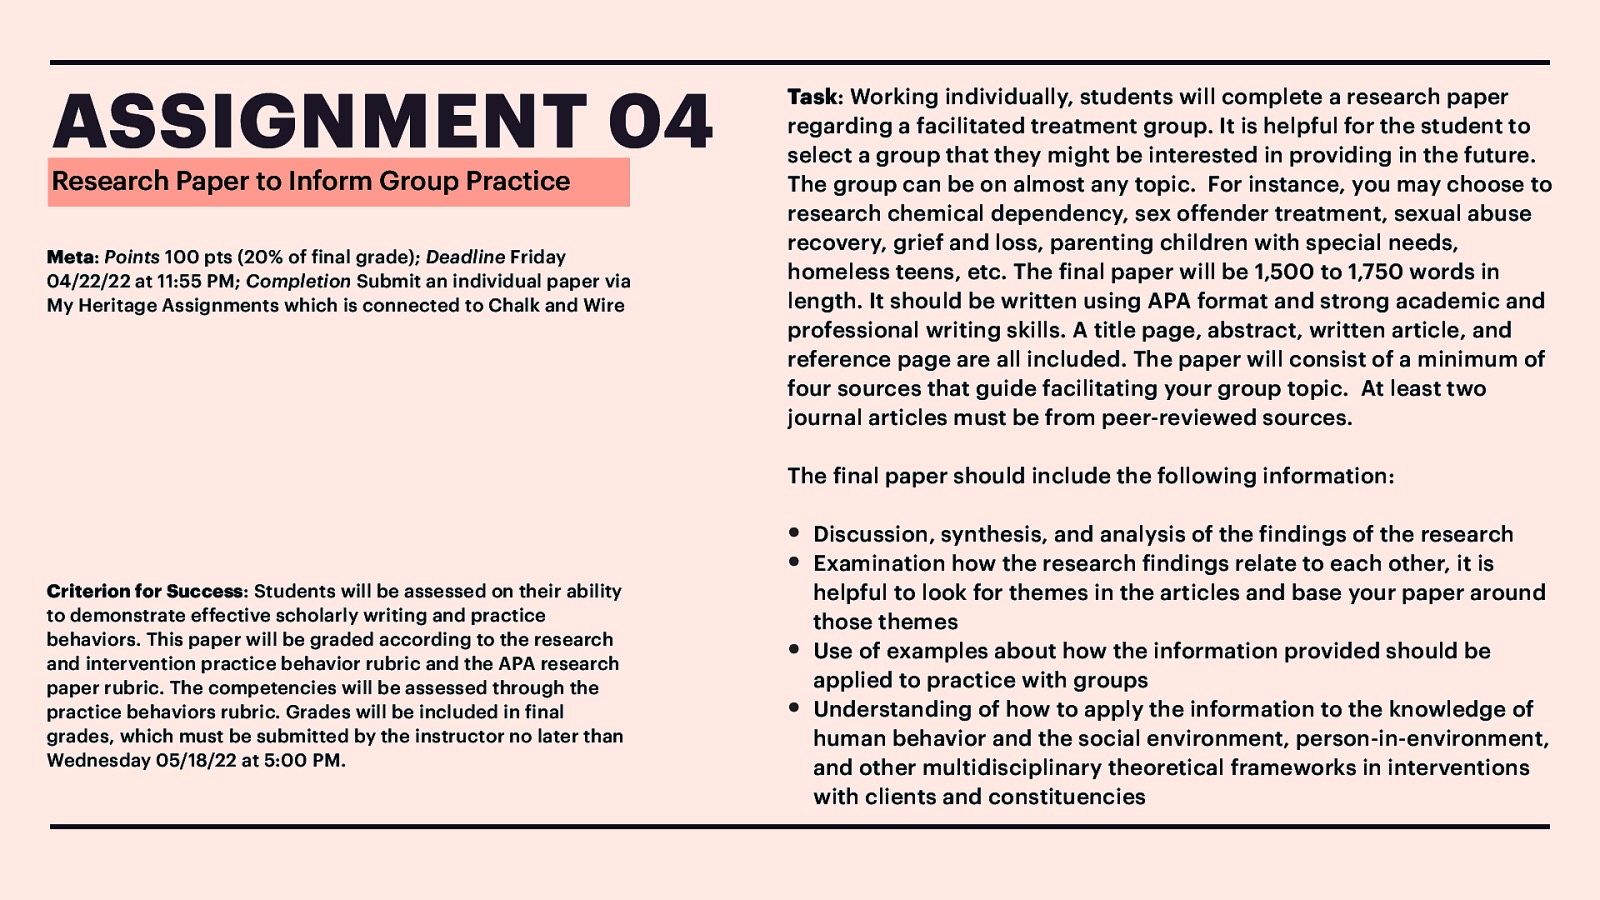 ASSIGNMENT 04
Research Paper to Inform Group Practice
Meta: Points 100 pts (20% of final grade); Deadline Friday
04/22/22 at 11:55 PM; Completion Submit an individual paper via
My Heritage Assignments which is connected to Chalk and Wire
Criterion for Success: Students will be assessed on their ability
to demonstrate effective scholarly writing and practice
behaviors. This paper will be graded according to the research
and intervention practice behavior rubric and the APA research
paper rubric. The competencies will be assessed through the
practice behaviors rubric. Grades will be included in final
grades, which must be submitted by the instructor no later than
Wednesday 05/18/22 at 5:00 PM.
Task: Working individually, students will complete a research paper
regarding a facilitated treatment group. It is helpful for the student to
select a group that they might be interested in providing in the future.
The group can be on almost any topic.  For instance, you may choose to
research chemical dependency, sex offender treatment, sexual abuse
recovery, grief and loss, parenting children with special needs,
homeless teens, etc. The final paper will be 1,500 to 1,750 words in
length. It should be written using APA format and strong academic and
professional writing skills. A title page, abstract, written article, and
reference page are all included. The paper will consist of a minimum of
four sources that guide facilitating your group topic.  At least two
journal articles must be from peer-reviewed sources.
The final paper should include the following information:
• Discussion, synthesis, and analysis of the findings of the research
• Examination how the research findings relate to each other, it is
helpful to look for themes in the articles and base your paper around
those themes
• Use of examples about how the information provided should be
applied to practice with groups
• Understanding of how to apply the information to the knowledge of
human behavior and the social environment, person-in-environment,
and other multidisciplinary theoretical frameworks in interventions
with clients and constituencies